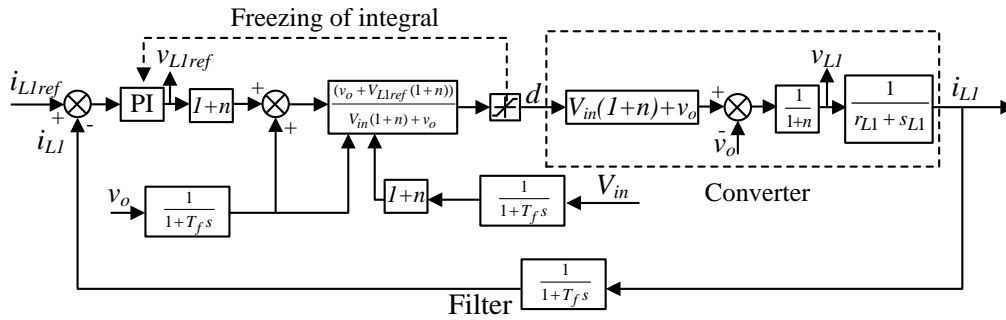 Freezing of integral
i_{L1ref}
+
-
i_{L1}
PI
v_{L1ref}
1+n
+
+
(v_o + V_{L1ref}(1+n))
V_{in}(1+n) + v_o
d
V_{in}(1+n)+v_o
+
-
v_o
1
1+n
v_{L1}
1
r_{L1} + s_{L1}
i_{L1}
Converter
v_o
1
1+T_f s
1+n
1
1+T_f s
V_{in}
Filter
1
1+T_f s